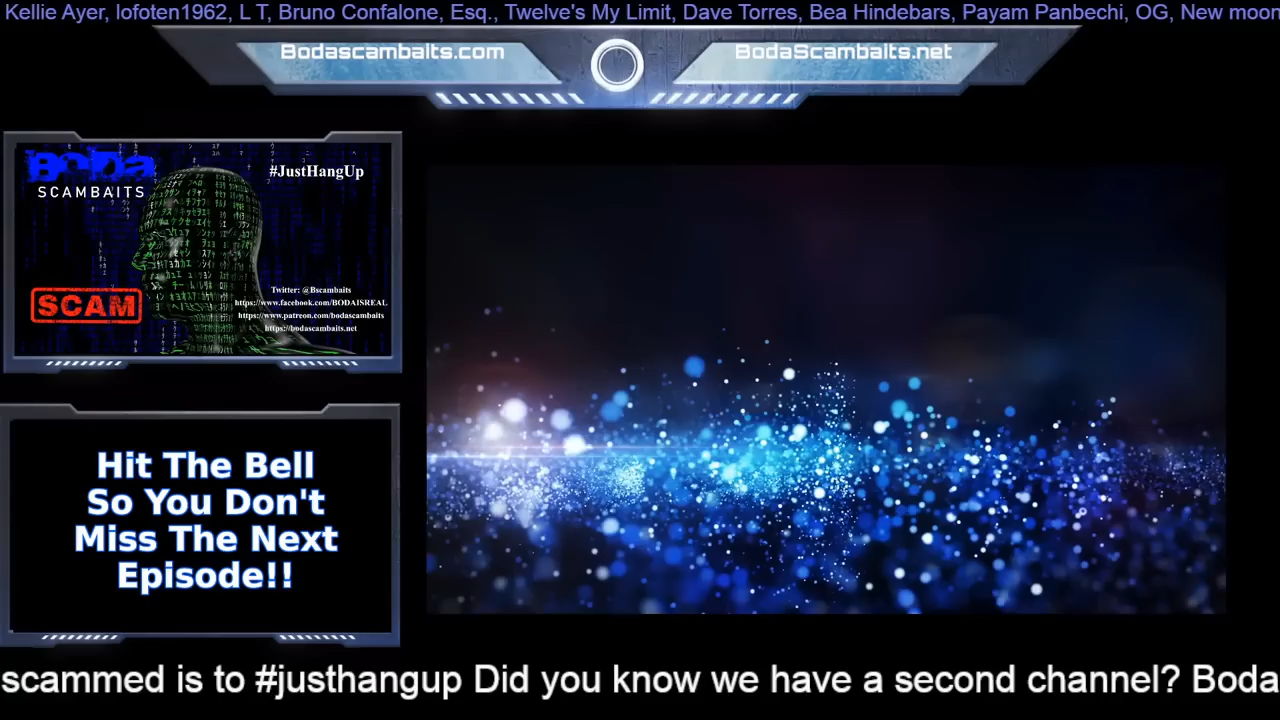 Kellie Ayer, lofoten1962, L T, Bruno Confalone, Esq., Twelve's My Limit, Dave Torres, Bea Hindebars, Payam Panbechi, OG, New moon
Bodascambaits.com
BodaScambaits.net
BoDa
SCAMBAITS
#JustHangUp
SCAM
Twitter: @Bscambaits
https://www.facebook.com/BODAISREAL
https://www.patreon.com/bodascambaits
https://bodascambaits.net
Hit The Bell
So You Don't
Miss The Next
Episode!!
scammed is to #justhangup Did you know we have a second channel? Boda